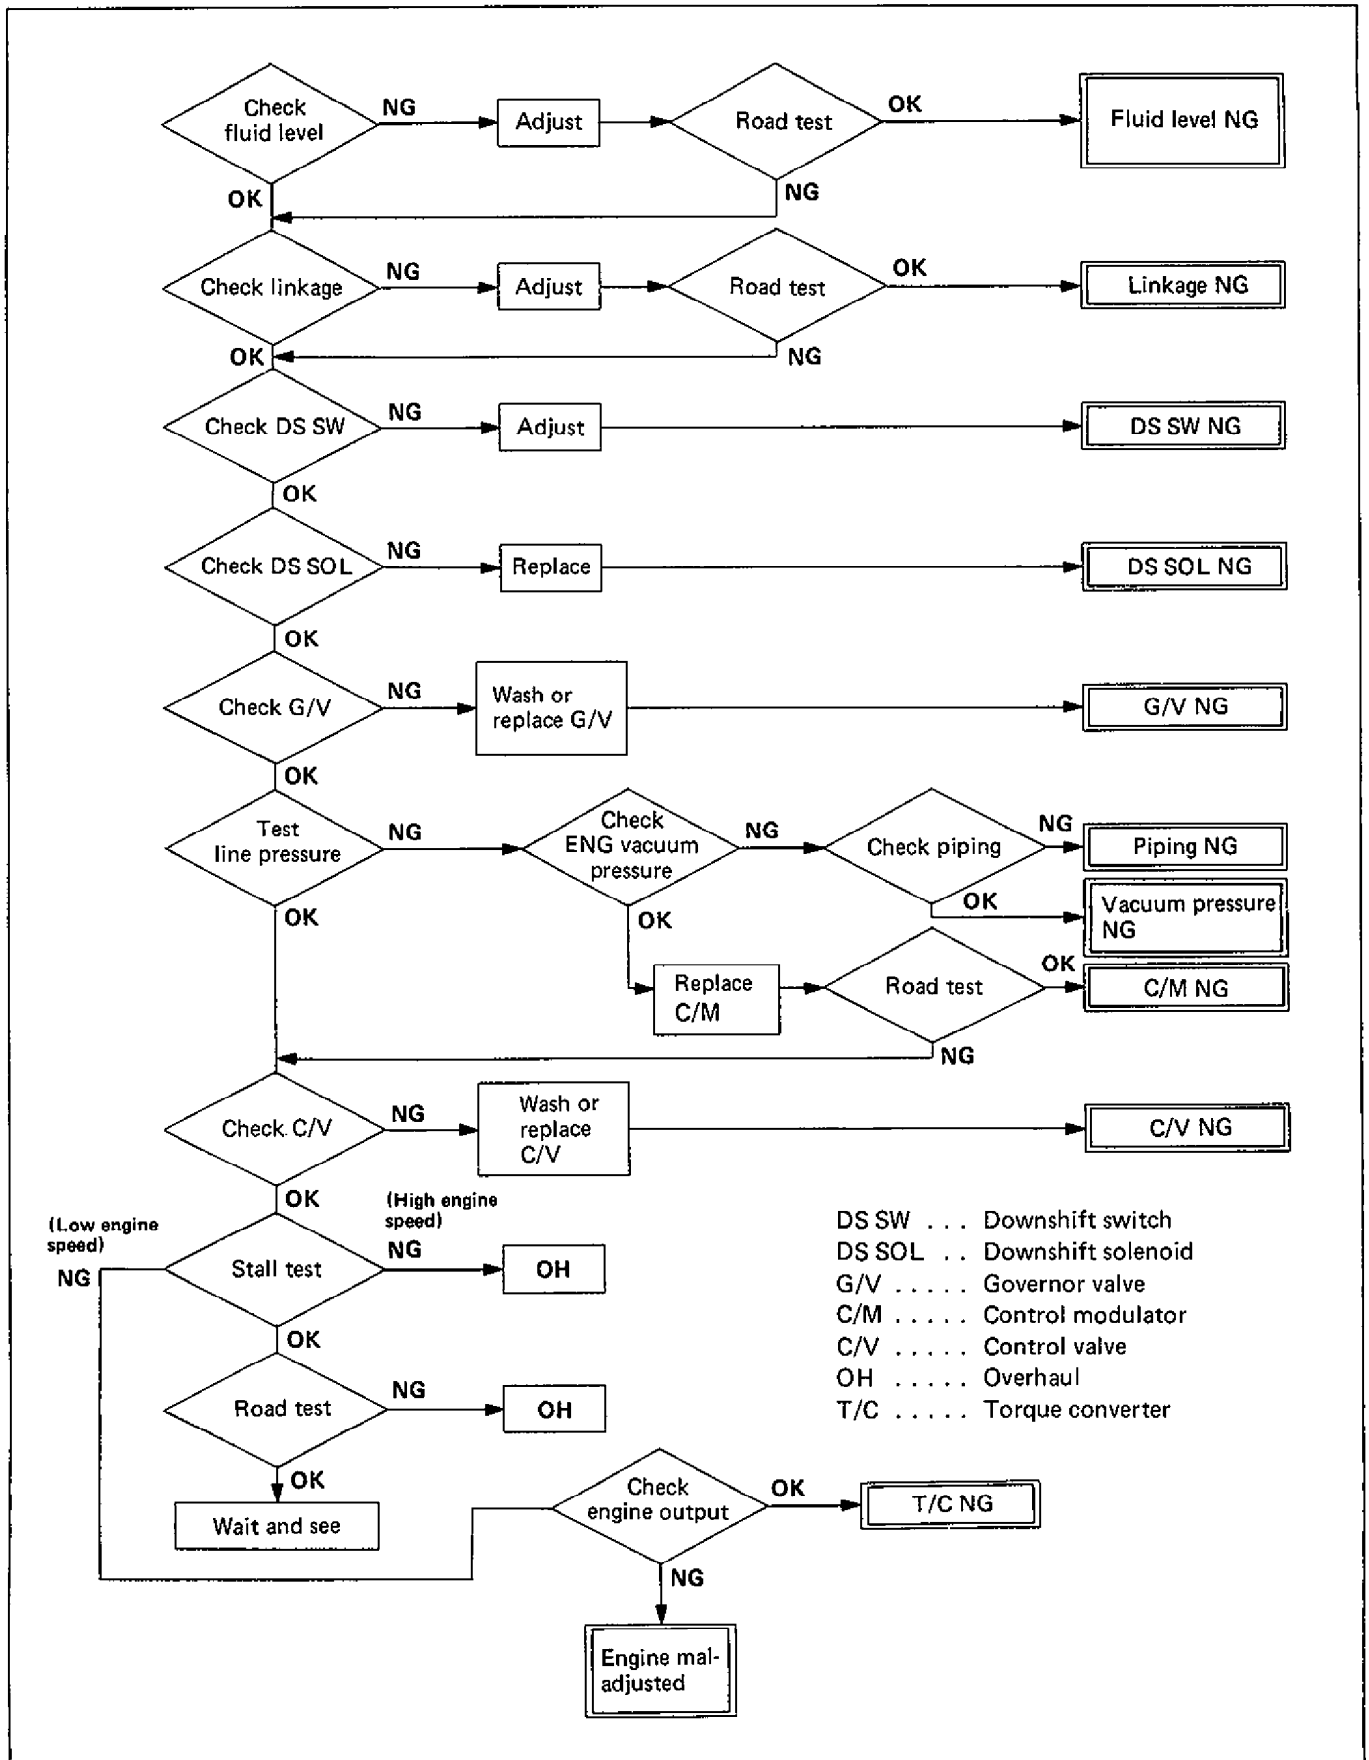 Check
fluid level
NG
Adjust
Road test
OK
Fluid level NG
OK
NG
Check linkage
NG
Adjust
Road test
OK
Linkage NG
OK
NG
Check DS SW
NG
Adjust
DS SW NG
OK
Check DS SOL
NG
Replace
DS SOL NG
OK
Check G/V
NG
Wash or
replace G/V
G/V NG
OK
Test
line pressure
NG
Check
ENG vacuum
pressure
NG
Check piping
NG
Piping NG
OK
Vacuum pressure
NG
OK
OK
Replace
C/M
Road test
OK
C/M NG
NG
Check C/V
NG
Wash or
replace
C/V
C/V NG
OK
(Low engine
speed)
NG
Stall test
(High engine
speed)
NG
OH
OK
Road test
NG
OH
OK
Wait and see
DS SW . . . Downshift switch
DS SOL . . Downshift solenoid
G/V . . . . . Governor valve
C/M . . . . . Control modulator
C/V . . . . . Control valve
OH . . . . . Overhaul
T/C . . . . . Torque converter
Check
engine output
OK
T/C NG
NG
Engine mal-
adjusted